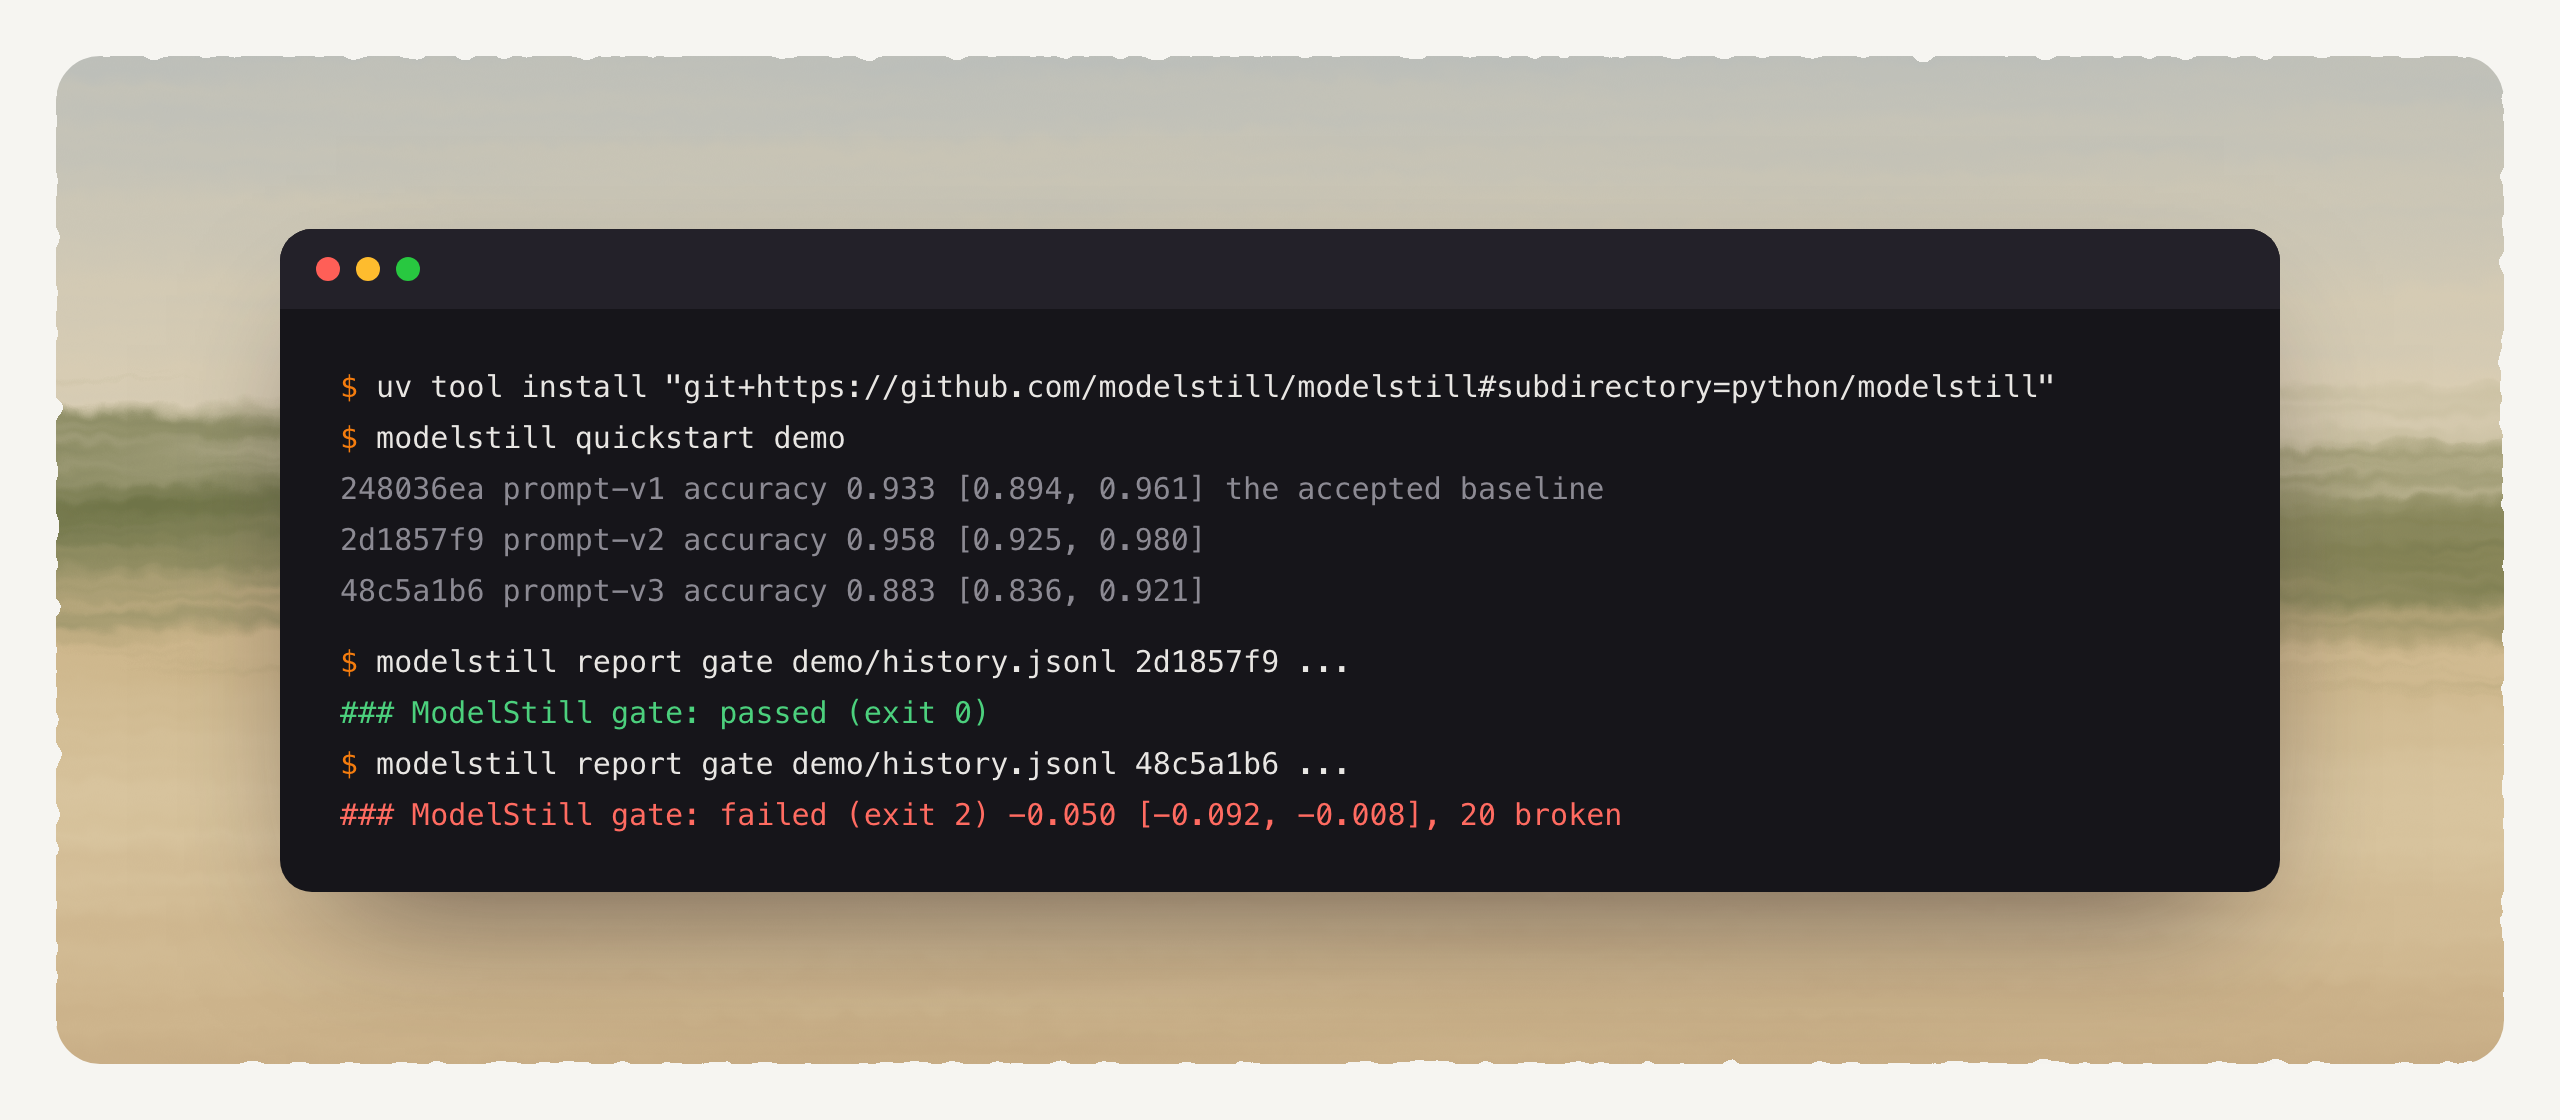 $ uv tool install "git+https://github.com/modelstill/modelstill#subdirectory=python/modelstill"
$ modelstill quickstart demo
248036ea prompt-v1 accuracy 0.933 [0.894, 0.961] the accepted baseline
2d1857f9 prompt-v2 accuracy 0.958 [0.925, 0.980]
48c5a1b6 prompt-v3 accuracy 0.883 [0.836, 0.921]
$ modelstill report gate demo/history.jsonl 2d1857f9 ...
### ModelStill gate: passed (exit 0)
$ modelstill report gate demo/history.jsonl 48c5a1b6 ...
### ModelStill gate: failed (exit 2) -0.050 [-0.092, -0.008], 20 broken